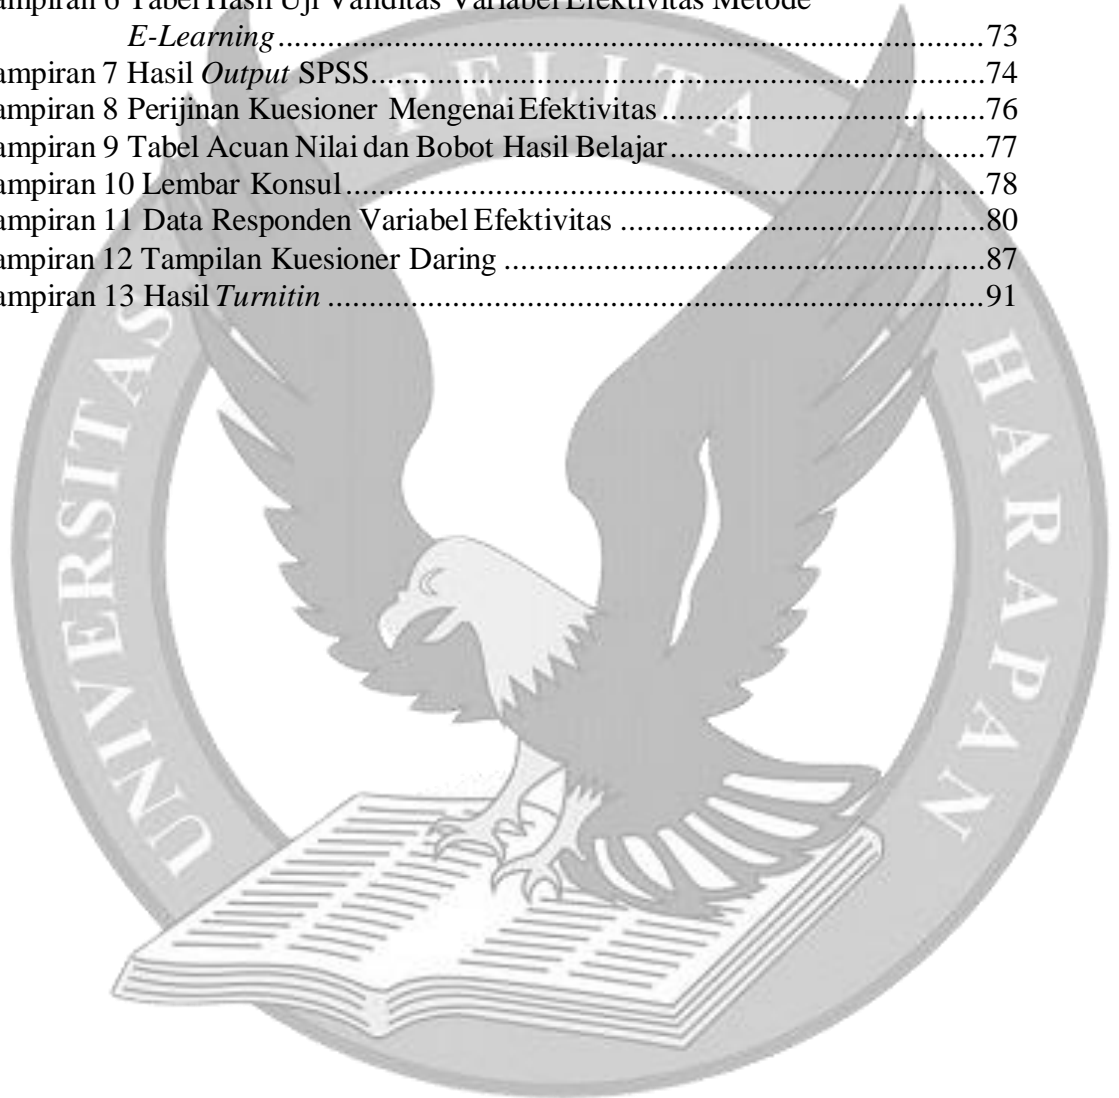 ampiran 6 Tabel Hasil Uji Validitas Variabel Efektivitas Metode
E-Learning........................................................................................73
ampiran 7 Hasil Output SPSS............................................................................74
ampiran 8 Perijinan Kuesioner Mengenai Efektivitas........................................76
ampiran 9 Tabel Acuan Nilai dan Bobot Hasil Belajar.......................................77
ampiran 10 Lembar Konsul................................................................................78
ampiran 11 Data Responden Variabel Efektivitas .............................................80
ampiran 12 Tampilan Kuesioner Daring ............................................................87
ampiran 13 Hasil Turnitin ..................................................................................91
UNIVERSITAS PELITA HARAPAN